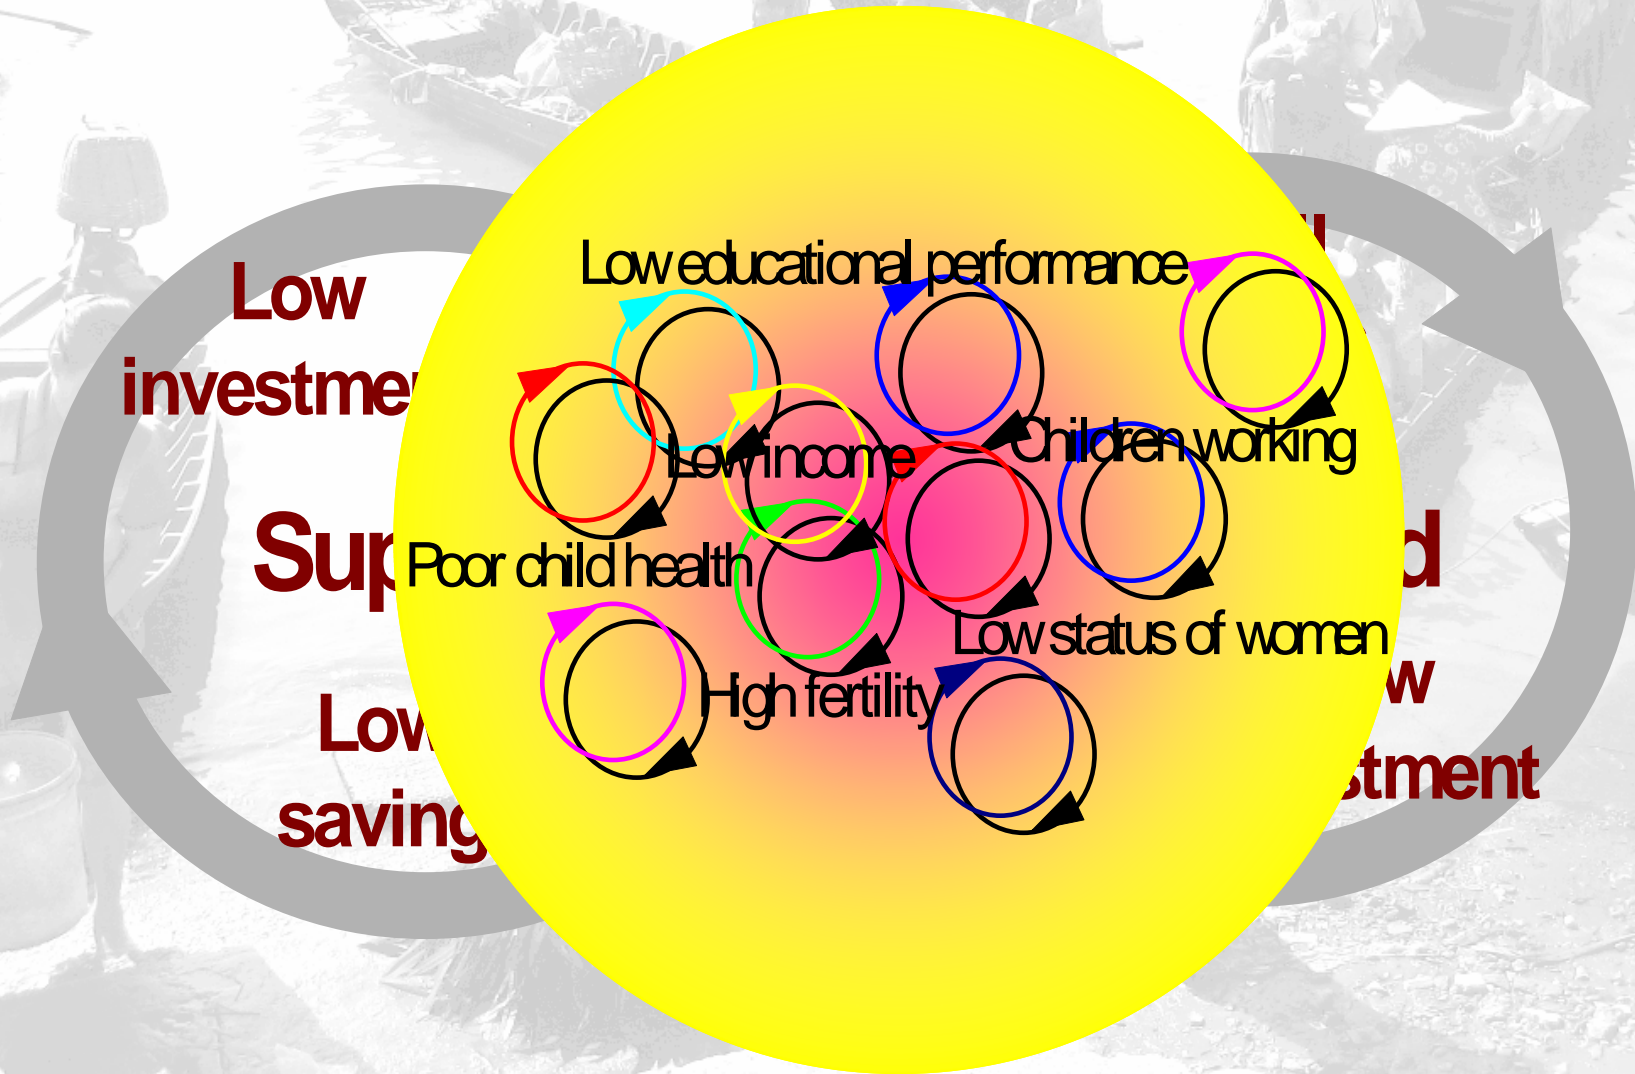 Low educational performance
Low
investme
Low income
Children working
Sup
d
Poor child health
Low status of women
High fertility
Low
w
stment
saving